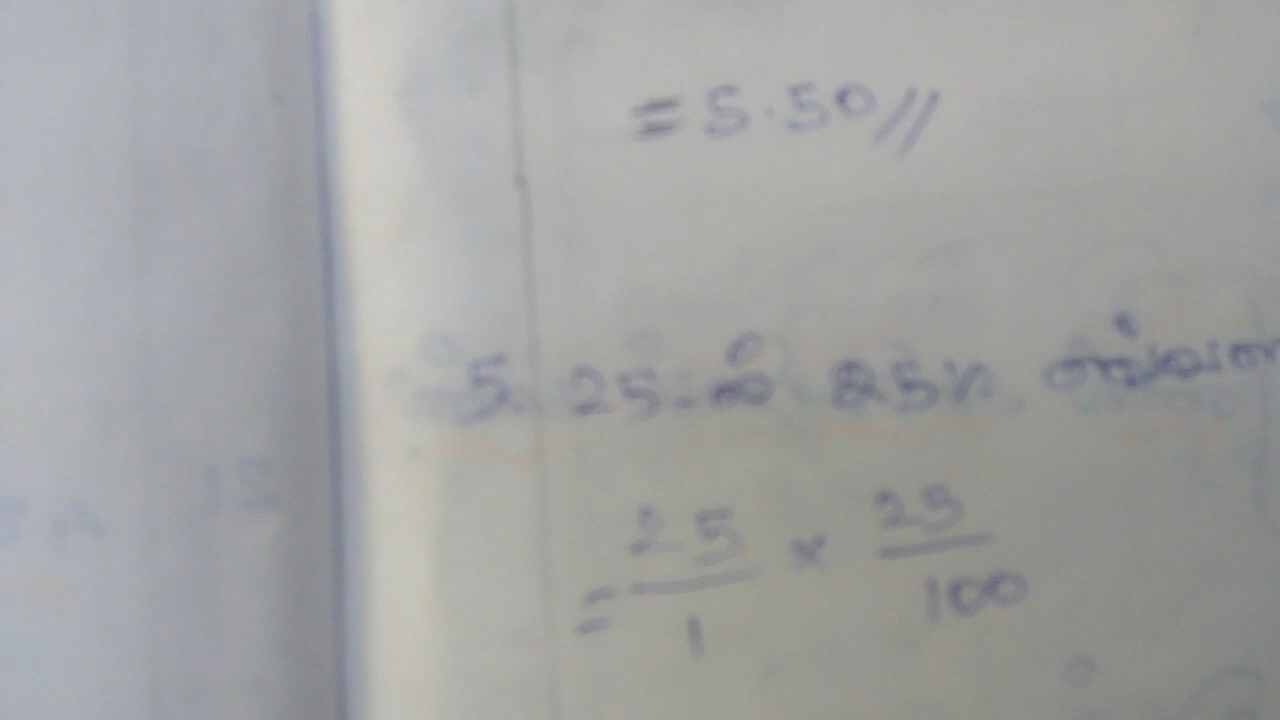 = 5.50//
5. 25-ன் 25%
= 25/1 × 25/100